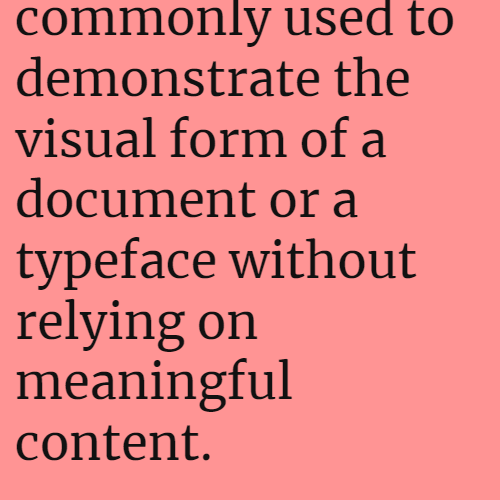 commonly used to
demonstrate the
visual form of a
document or a
typeface without
relying on
meaningful
content.